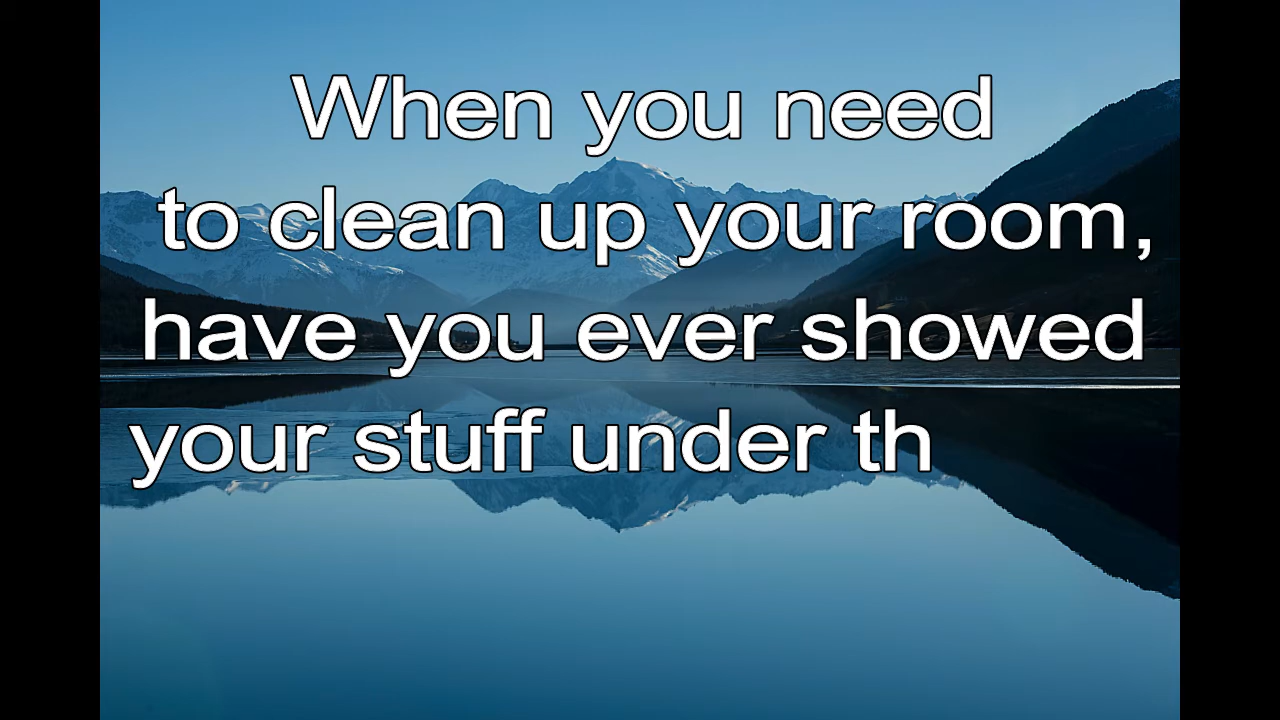 When you need
to clean up your room,
have you ever showed
your stuff under th